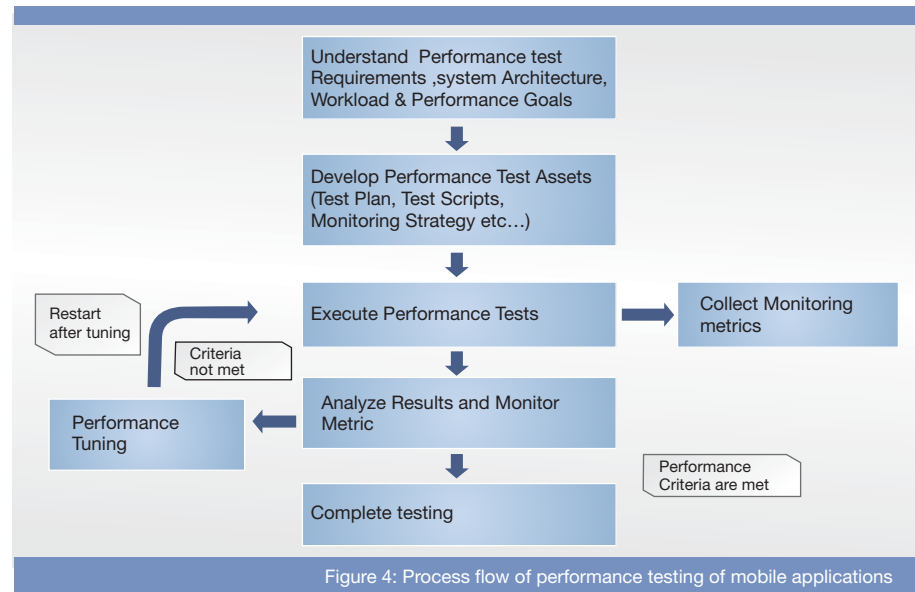 Understand Performance test
Requirements ,system Architecture,
Workload & Performance Goals
Develop Performance Test Assets
(Test Plan, Test Scripts,
Monitoring Strategy etc...)
Restart
after tuning
Execute Performance Tests
Collect Monitoring
metrics
Criteria
not met
Performance
Tuning
Analyze Results and Monitor
Metric
Performance
Criteria are met
Complete testing
Figure 4: Process flow of performance testing of mobile applications